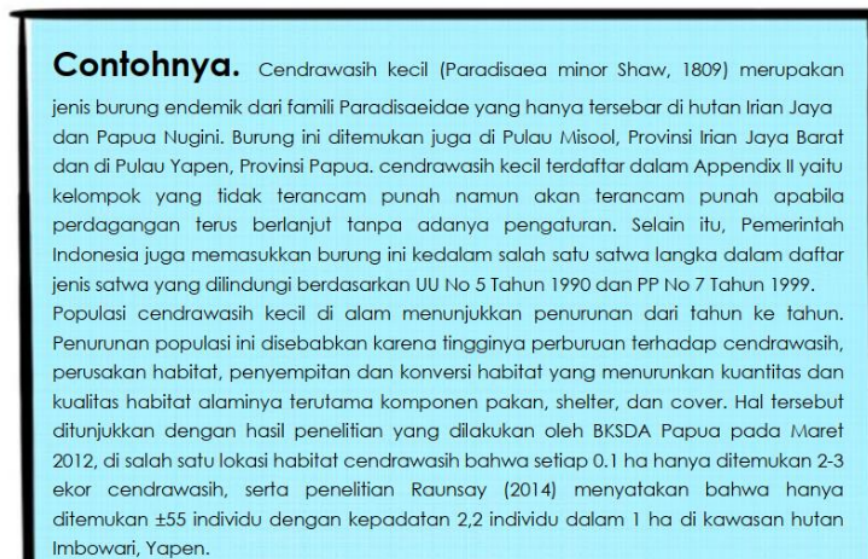 Contohnya. Cendrawasih kecil (Paradisaea minor Shaw, 1809) merupakan
jenis burung endemik dari famili Paradisaeidae yang hanya tersebar di hutan Irian Jaya
dan Papua Nugini. Burung ini ditemukan juga di Pulau Misool, Provinsi Irian Jaya Barat
dan di Pulau Yapen, Provinsi Papua. cendrawasih kecil terdaftar dalam Appendix II yaitu
kelompok yang tidak terancam punah namun akan terancam punah apabila
perdagangan terus berlanjut tanpa adanya pengaturan. Selain itu, Pemerintah
Indonesia juga memasukkan burung ini kedalam salah satu satwa langka dalam daftar
jenis satwa yang dilindungi berdasarkan UU No 5 Tahun 1990 dan PP No 7 Tahun 1999.
Populasi cendrawasih kecil di alam menunjukkan penurunan dari tahun ke tahun.
Penurunan populasi ini disebabkan karena tingginya perburuan terhadap cendrawasih,
perusakan habitat, penyempitan dan konversi habitat yang menurunkan kuantitas dan
kualitas habitat alaminya terutama komponen pakan, shelter, dan cover. Hal tersebut
ditunjukkan dengan hasil penelitian yang dilakukan oleh BKSDA Papua pada Maret
2012, di salah satu lokasi habitat cendrawasih bahwa setiap 0.1 ha hanya ditemukan 2-3
ekor cendrawasih, serta penelitian Raunsay (2014) menyatakan bahwa hanya
ditemukan ±55 individu dengan kepadatan 2,2 individu dalam 1 ha di kawasan hutan
Imbowari, Yapen.